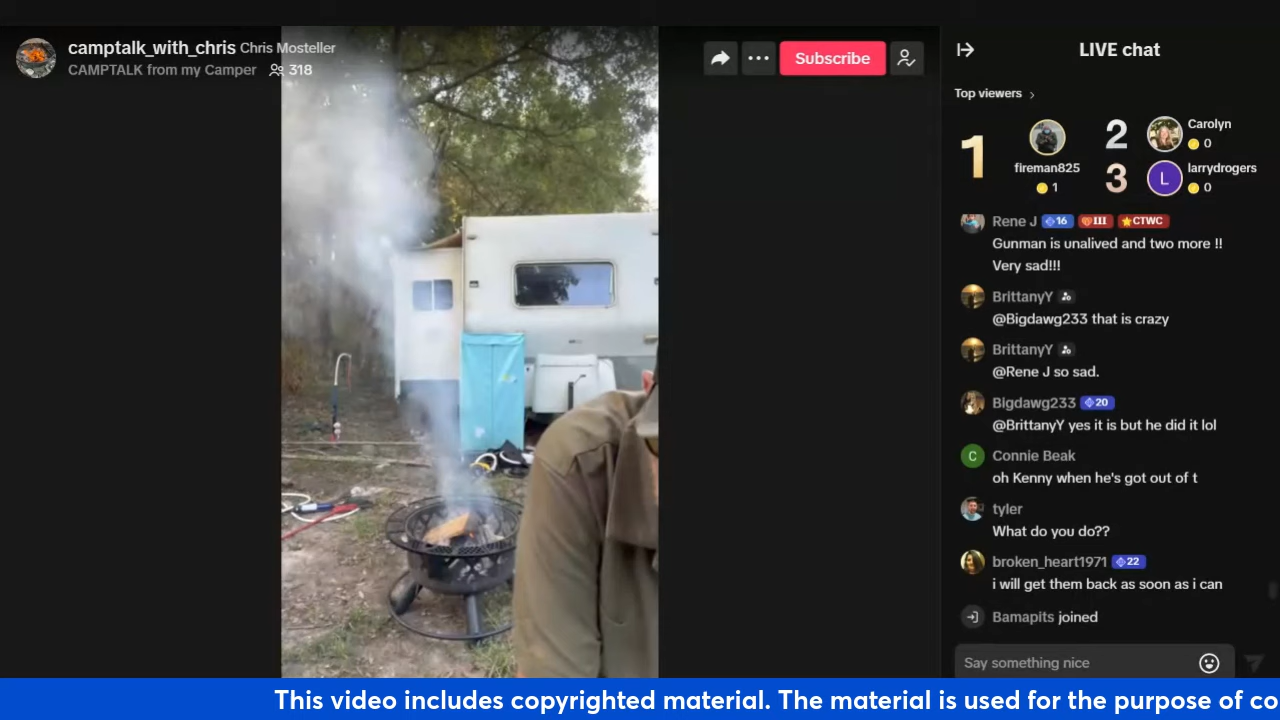 camptalk_with_chris Chris Mosteller
CAMPTALK from my Camper 318
Subscribe
LIVE chat
Top viewers
1
fireman825
1
2
Carolyn
0
3
L
larrydrogers
0
Rene J 16 III CTWC
Gunman is unalived and two more !!
Very sad!!!
BrittanyY
@Bigdawg233 that is crazy
BrittanyY
@Rene J so sad.
Bigdawg233 20
@BrittanyY yes it is but he did it lol
C Connie Beak
oh Kenny when he's got out of t
tyler
What do you do??
broken_heart1971 22
i will get them back as soon as i can
Bamapits joined
Say something nice
This video includes copyrighted material. The material is used for the purpose of co